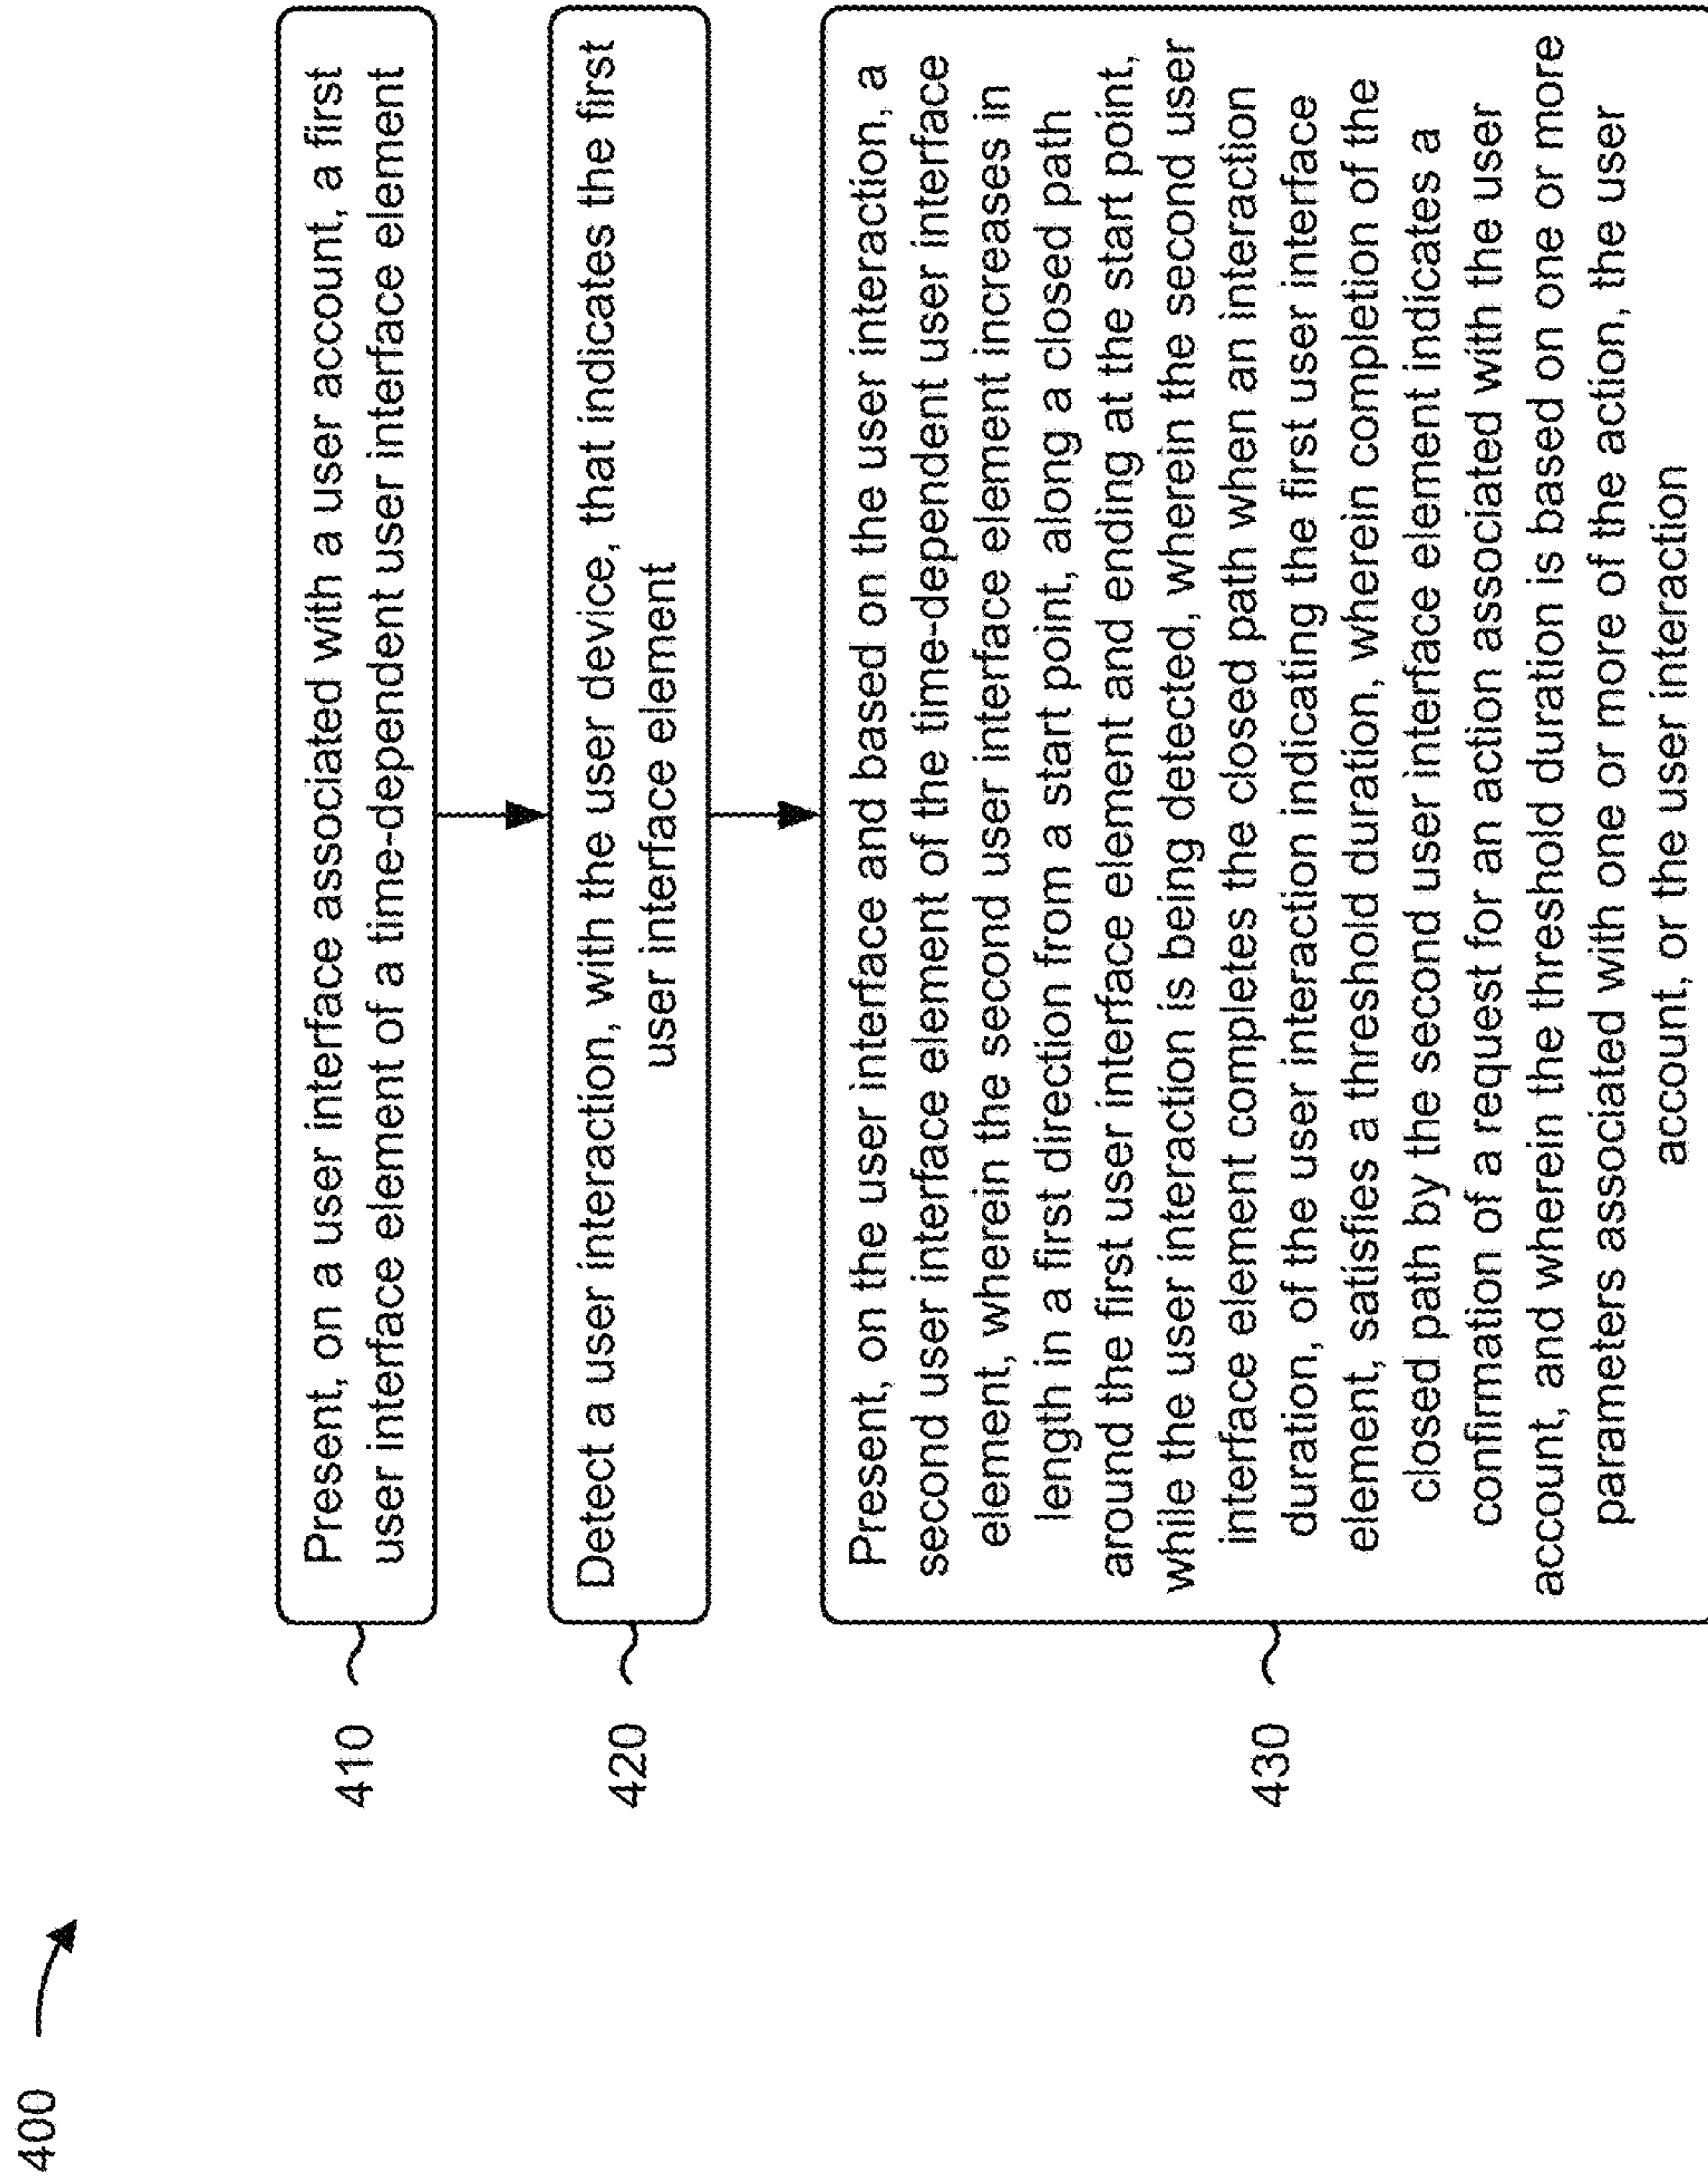 400
410
Present, on a user interface associated with a user account, a first
user interface element of a time-dependent user interface element
420
Detect a user interaction, with the user device, that indicates the first
user interface element
430
Present, on the user interface and based on the user interaction, a
second user interface element of the time-dependent user interface
element, wherein the second user interface element increases in
length in a first direction from a start point, along a closed path
around the first user interface element and ending at the start point,
while the user interaction is being detected, wherein the second user
interface element completes the closed path when an interaction
duration, of the user interaction indicating the first user interface
element, satisfies a threshold duration, wherein completion of the
closed path by the second user interface element indicates a
confirmation of a request for an action associated with the user
account, and wherein the threshold duration is based on one or more
parameters associated with one or more of the action, the user
account, or the user interaction